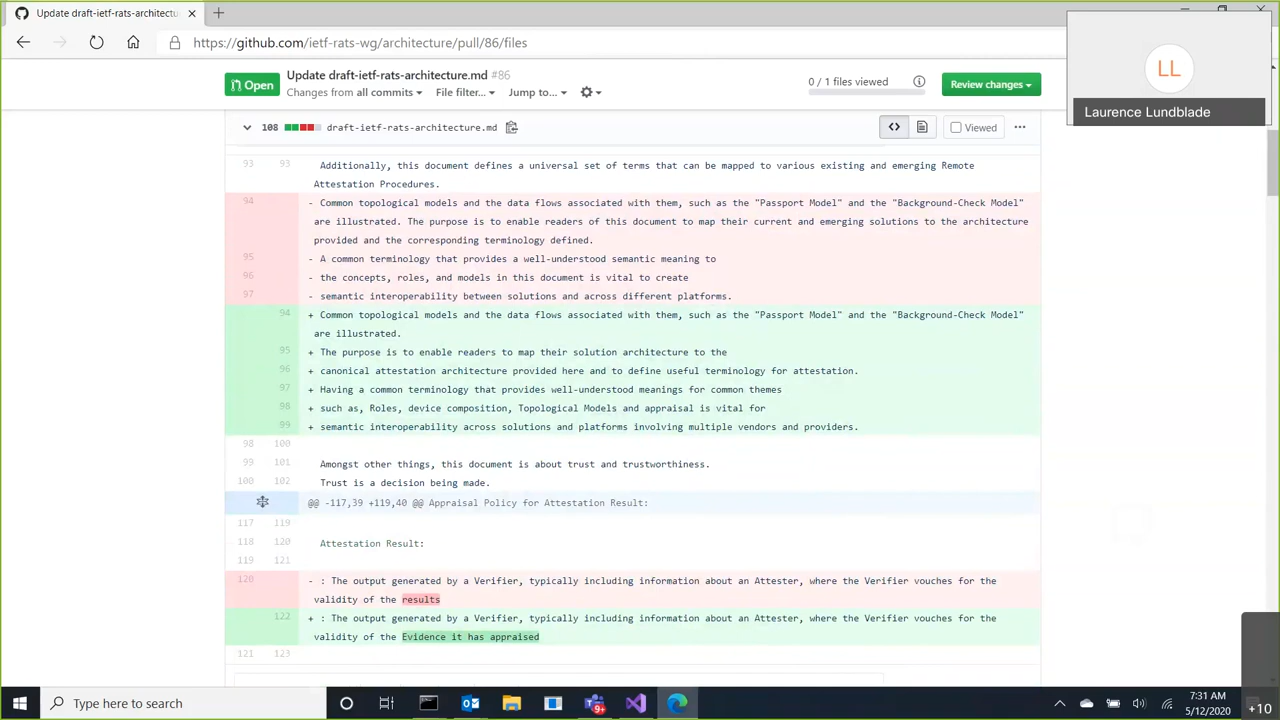 Update draft-ietf-rats-architectu
https://github.com/ietf-rats-wg/architecture/pull/86/files
LL
Laurence Lundblade
Open
Update draft-ietf-rats-architecture.md #86
Changes from all commits
File filter...
Jump to...
0 / 1 files viewed
Review changes
108
draft-ietf-rats-architecture.md
Viewed
93 93 Additionally, this document defines a universal set of terms that can be mapped to various existing and emerging Remote
Attestation Procedures.
94 - Common topological models and the data flows associated with them, such as the "Passport Model" and the "Background-Check Model"
are illustrated. The purpose is to enable readers of this document to map their current and emerging solutions to the architecture
provided and the corresponding terminology defined.
95 - A common terminology that provides a well-understood semantic meaning to
96 - the concepts, roles, and models in this document is vital to create
97 - semantic interoperability between solutions and across different platforms.
94 + Common topological models and the data flows associated with them, such as the "Passport Model" and the "Background-Check Model"
are illustrated.
95 + The purpose is to enable readers to map their solution architecture to the
96 + canonical attestation architecture provided here and to define useful terminology for attestation.
97 + Having a common terminology that provides well-understood meanings for common themes
98 + such as, Roles, device composition, Topological Models and appraisal is vital for
99 + semantic interoperability across solutions and platforms involving multiple vendors and providers.
98 100
99 101 Amongst other things, this document is about trust and trustworthiness.
100 102 Trust is a decision being made.
@@ -117,39 +119,40 @@ Appraisal Policy for Attestation Result:
117 119
118 120 Attestation Result:
119 121
120 - : The output generated by a Verifier, typically including information about an Attester, where the Verifier vouches for the
validity of the results
122 + : The output generated by a Verifier, typically including information about an Attester, where the Verifier vouches for the
validity of the Evidence it has appraised
121 123
Type here to search
9+
7:31 AM
5/12/2020
+10